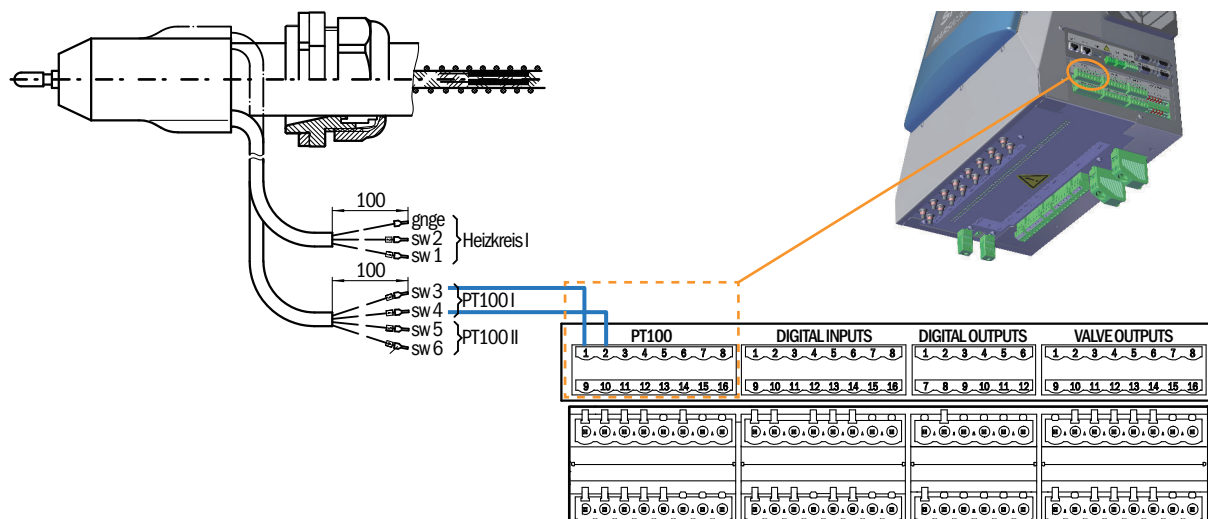 100
gnge
SW 2
SW 1
Heizkreis I
100
SW 3
SW 4
PT100 I
SW 5
SW 6
PT100 II
PT100 DIGITAL INPUTS DIGITAL OUTPUTS VALVE OUTPUTS
1 2 3 4 5 6 7 8 1 2 3 4 5 6 7 8 1 2 3 4 5 6 1 2 3 4 5 6 7 8
9 10 11 12 13 14 15 16 9 10 11 12 13 14 15 16 7 8 9 10 11 12 9 10 11 12 13 14 15 16